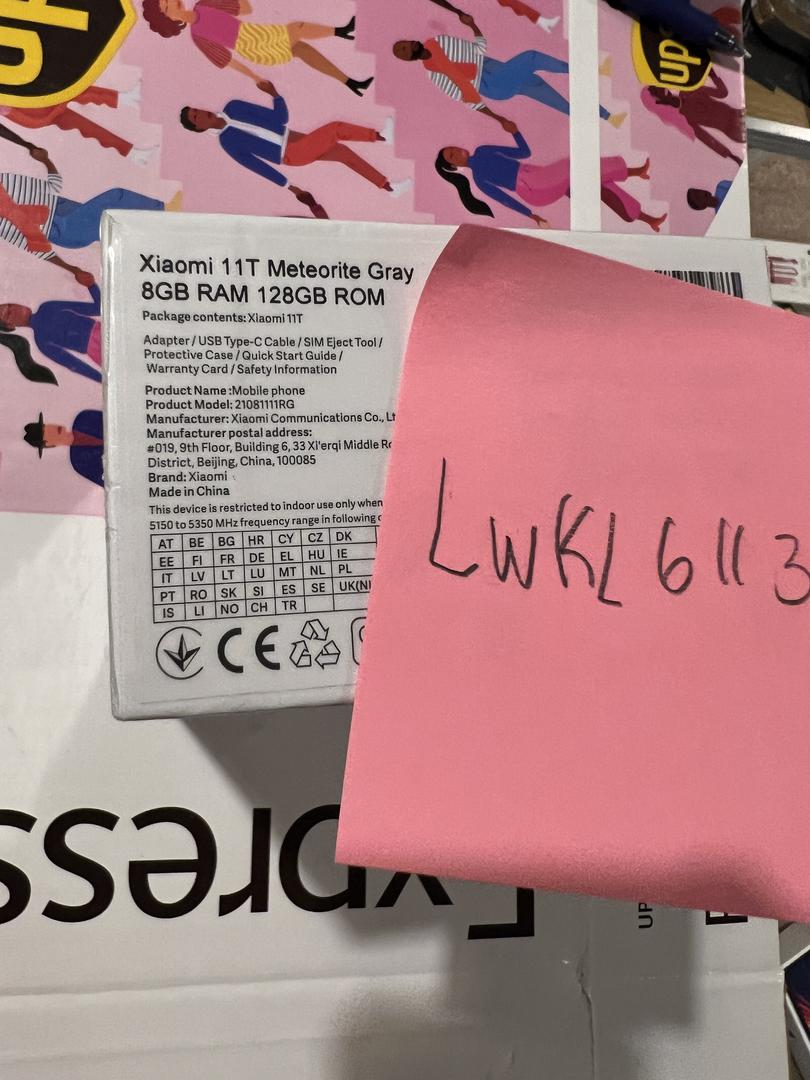 UP
ups
Xiaomi 11T Meteorite Gray
8GB RAM 128GB ROM
Package contents: Xiaomi 11T
Adapter / USB Type-C Cable / SIM Eject Tool /
Protective Case / Quick Start Guide /
Warranty Card / Safety Information
Product Name :Mobile phone
Product Model: 21081111RG
Manufacturer: Xiaomi Communications Co., Lt
Manufacturer postal address:
#019, 9th Floor, Building 6, 33 Xi'erqi Middle Ro
District, Beijing, China, 100085
Brand: Xiaomi
Made in China
This device is restricted to indoor use only when
5150 to 5350 MHz frequency range in following
AT BE BG HR CY CZ DK
EE FI FR DE EL HU IE
IT LV LT LU MT NL PL
PT RO SK SI ES SE UK(NI
IS LI NO CH TR
CE
LWKL6113
Express
UP